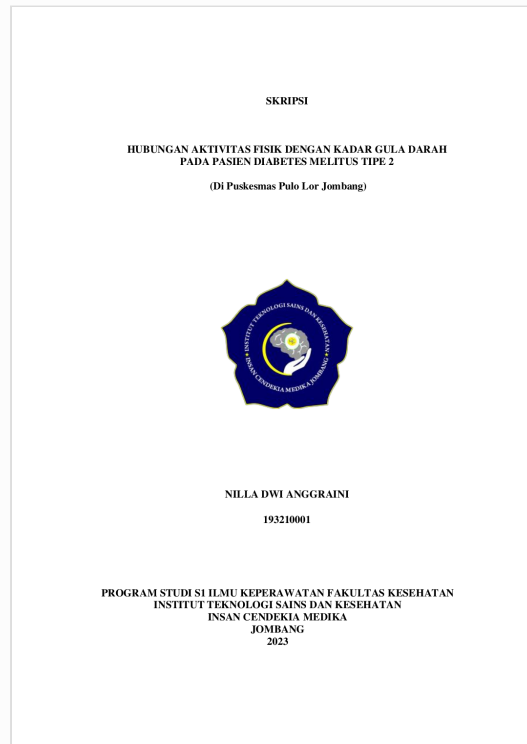 SKRIPSI
HUBUNGAN AKTIVITAS FISIK DENGAN KADAR GULA DARAH
PADA PASIEN DIABETES MELITUS TIPE 2
(Di Puskesmas Pulo Lor Jombang)
INSTITUT TEKNOLOGI SAINS DAN KESEHATAN
INSAN CENDEKIA MEDIKA JOMBANG
NILLA DWI ANGGRAINI
193210001
PROGRAM STUDI S1 ILMU KEPERAWATAN FAKULTAS KESEHATAN
INSTITUT TEKNOLOGI SAINS DAN KESEHATAN
INSAN CENDEKIA MEDIKA
JOMBANG
2023